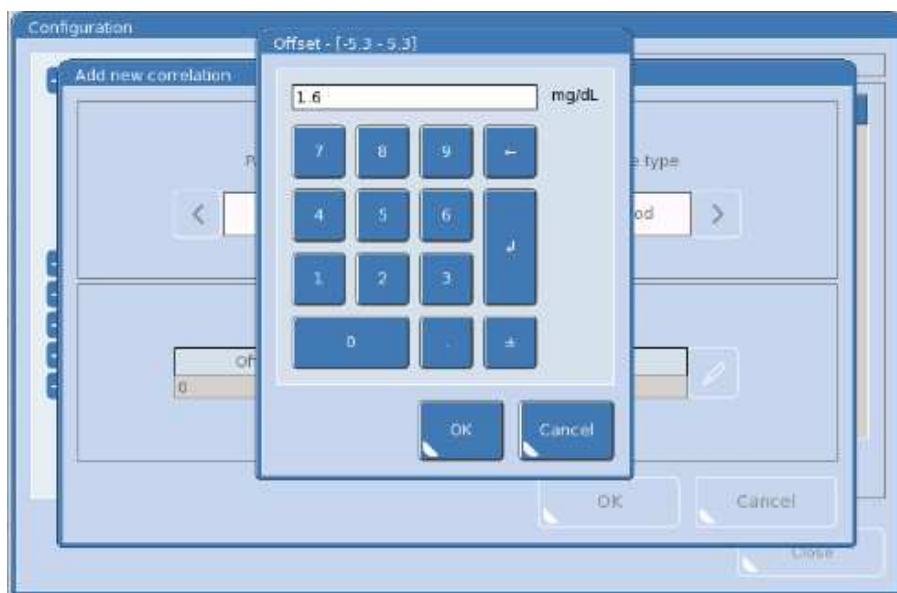 Configuration
Offset - [-5.3 - 5.3]
Add new correlation
1.6
mg/dL
7 8 9 ←
e type
od
4 5 6 ↲
1 2 3
0 . ±
Of
0
OK Cancel
OK Cancel
Close